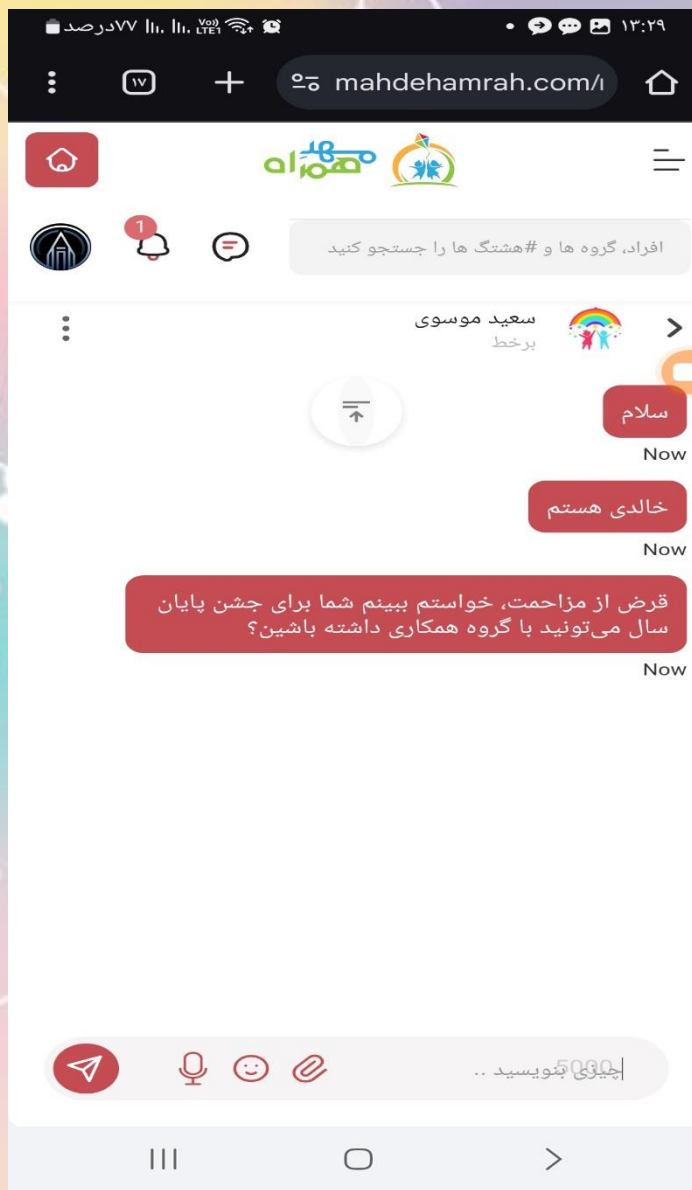 ۱۳:۲۹
۷۷درصد
VoI) LTE1
۱۷
mahdehamrah.com/
مهد همراه
1
افراد، گروه ها و #هشتگ ها را جستجو کنید
سعید موسوی
برخط
سلام
Now
خالدی هستم
Now
قرض از مزاحمت، خواستم ببینم شما برای جشن پایان
سال می‌تونید با گروه همکاری داشته باشین؟
Now
چیزی بنویسید ..
5000